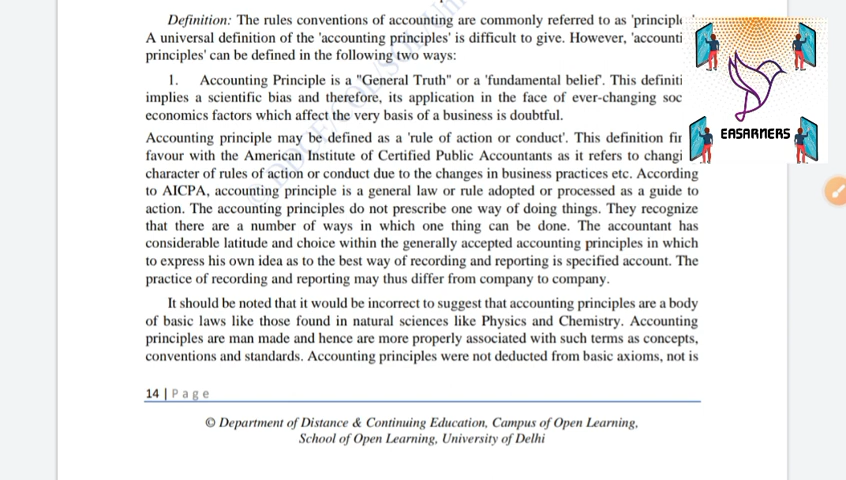 Definition: The rules conventions of accounting are commonly referred to as 'principle
A universal definition of the 'accounting principles' is difficult to give. However, 'accounti
principles' can be defined in the following two ways:
1. Accounting Principle is a "General Truth" or a 'fundamental belief'. This definiti
implies a scientific bias and therefore, its application in the face of ever-changing soc
economics factors which affect the very basis of a business is doubtful.
Accounting principle may be defined as a 'rule of action or conduct'. This definition fin
favour with the American Institute of Certified Public Accountants as it refers to changi
character of rules of action or conduct due to the changes in business practices etc. According
to AICPA, accounting principle is a general law or rule adopted or processed as a guide to
action. The accounting principles do not prescribe one way of doing things. They recognize
that there are a number of ways in which one thing can be done. The accountant has
considerable latitude and choice within the generally accepted accounting principles in which
to express his own idea as to the best way of recording and reporting is specified account. The
practice of recording and reporting may thus differ from company to company.
It should be noted that it would be incorrect to suggest that accounting principles are a body
of basic laws like those found in natural sciences like Physics and Chemistry. Accounting
principles are man made and hence are more properly associated with such terms as concepts,
conventions and standards. Accounting principles were not deducted from basic axioms, not is
14 | P a g e
© Department of Distance & Continuing Education, Campus of Open Learning,
School of Open Learning, University of Delhi
EASARNERS